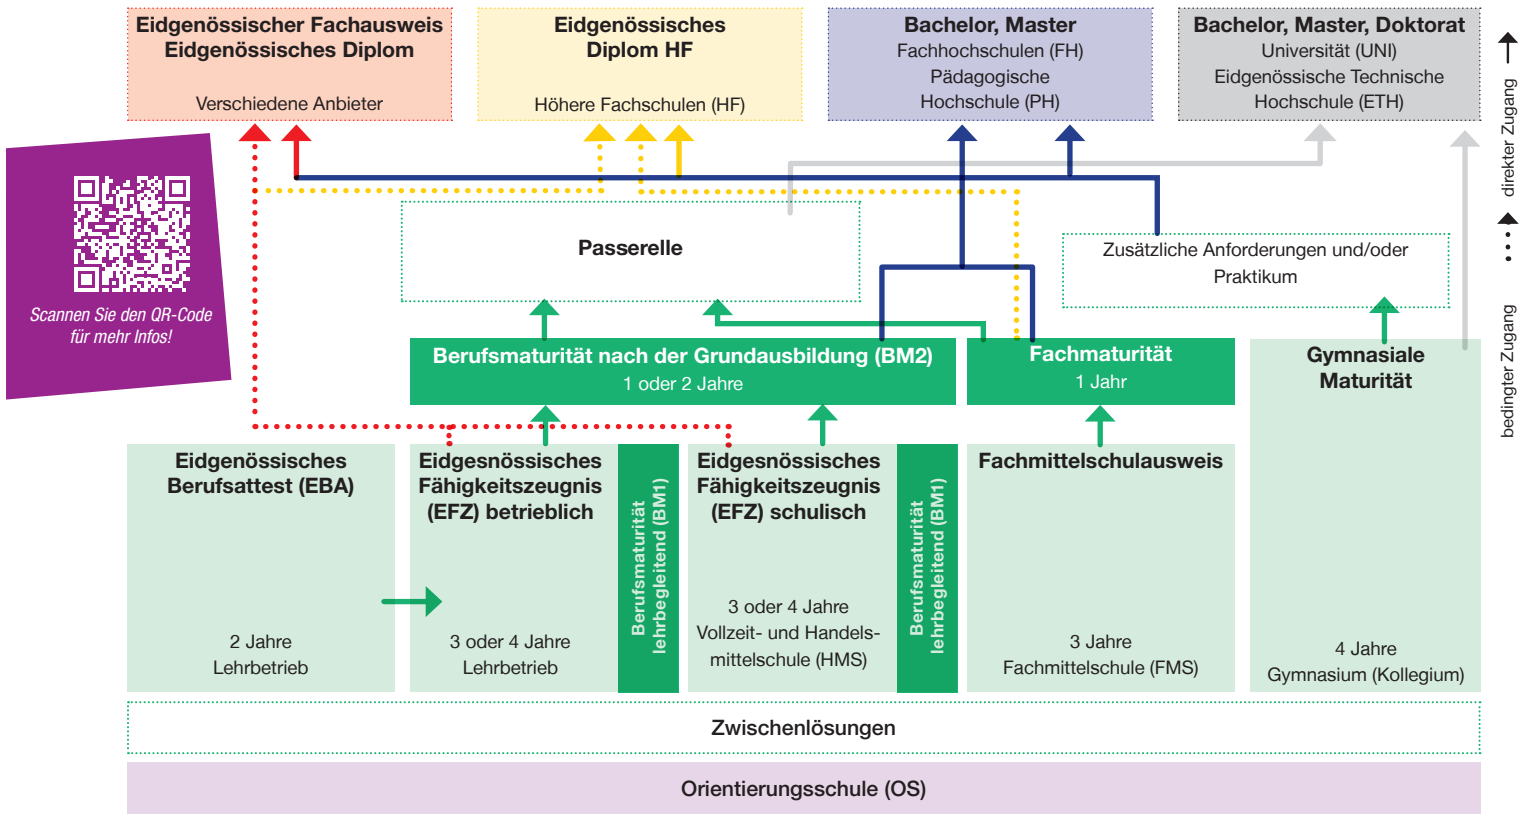 Eidgenössischer Fachausweis
Eidgenössisches Diplom
Verschiedene Anbieter
Eidgenössisches
Diplom HF
Höhere Fachschulen (HF)
Bachelor, Master
Fachhochschulen (FH)
Pädagogische
Hochschule (PH)
Bachelor, Master, Doktorat
Universität (UNI)
Eidgenössische Technische
Hochschule (ETH)
direkter Zugang
bedingter Zugang
Scannen Sie den QR-Code
für mehr Infos!
Passerelle
Zusätzliche Anforderungen und/oder
Praktikum
Berufsmaturität nach der Grundausbildung (BM2)
1 oder 2 Jahre
Fachmaturität
1 Jahr
Gymnasiale
Maturität
4 Jahre
Gymnasium (Kollegium)
Eidgenössisches
Berufsattest (EBA)
2 Jahre
Lehrbetrieb
Eidgesnössisches
Fähigkeitszeugnis
(EFZ) betrieblich
3 oder 4 Jahre
Lehrbetrieb
Berufsmaturität
lehrbegleitend (BM1)
Eidgesnössisches
Fähigkeitszeugnis
(EFZ) schulisch
3 oder 4 Jahre
Vollzeit- und Handels-
mittelschule (HMS)
Berufsmaturität
lehrbegleitend (BM1)
Fachmittelschulausweis
3 Jahre
Fachmittelschule (FMS)
Zwischenlösungen
Orientierungsschule (OS)